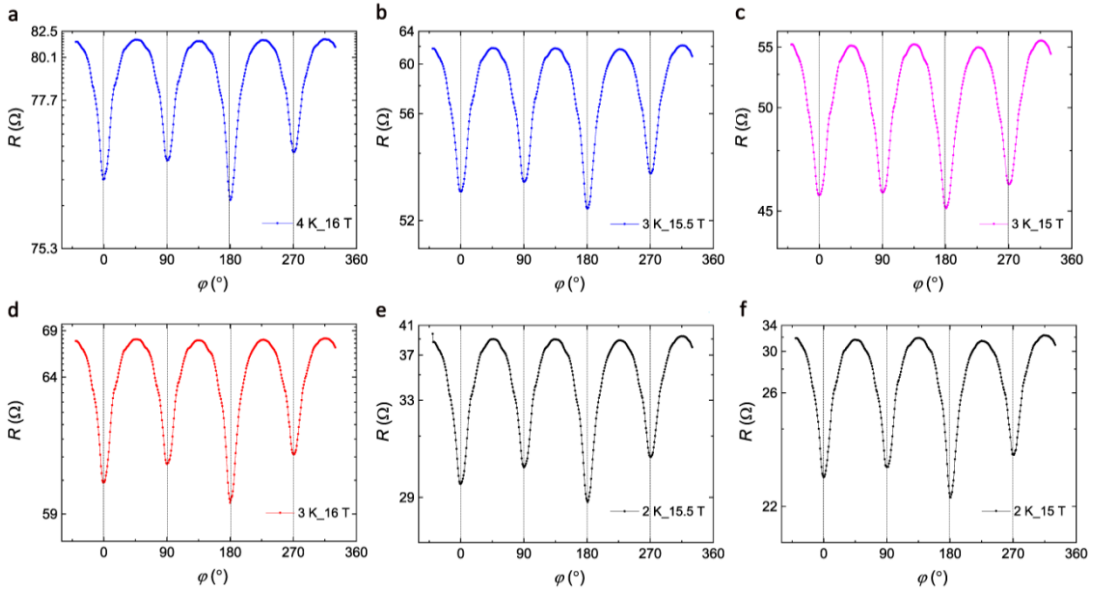 a
82.5
80.1
77.7
75.3
R (Ω)
4 K_16 T
0 90 180 270 360
φ (°)
b
64
60
56
52
R (Ω)
3 K_15.5 T
0 90 180 270 360
φ (°)
c
55
50
45
R (Ω)
3 K_15 T
0 90 180 270 360
φ (°)
d
69
64
59
R (Ω)
3 K_16 T
0 90 180 270 360
φ (°)
e
41
37
33
29
R (Ω)
2 K_15.5 T
0 90 180 270 360
φ (°)
f
34
30
26
22
R (Ω)
2 K_15 T
0 90 180 270 360
φ (°)